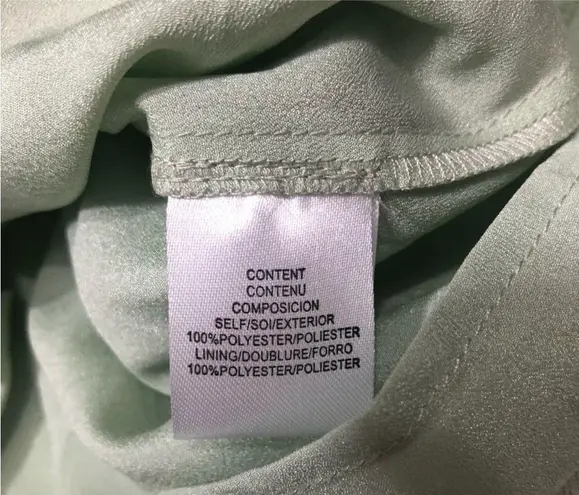 CONTENT
CONTENU
COMPOSICION
SELF/SOI/EXTERIOR
100%POLYESTER/POLIESTER
LINING/DOUBLURE/FORRO
100%POLYESTER/POLIESTER